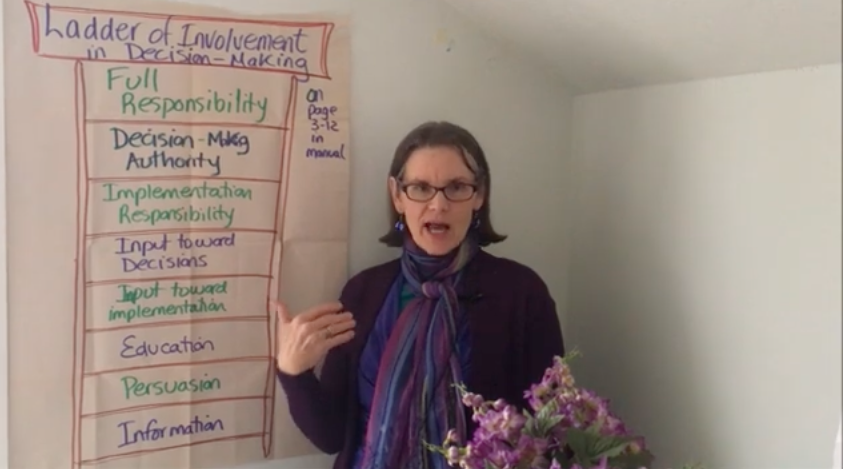 Ladder of Involvement
in Decision-Making
Full
Responsibility
on
page
3-12
in
manual
Decision-Makg
Authority
Implementation
Responsibility
Input toward
Decisions
Input toward
implementation
Education
Persuasion
Information